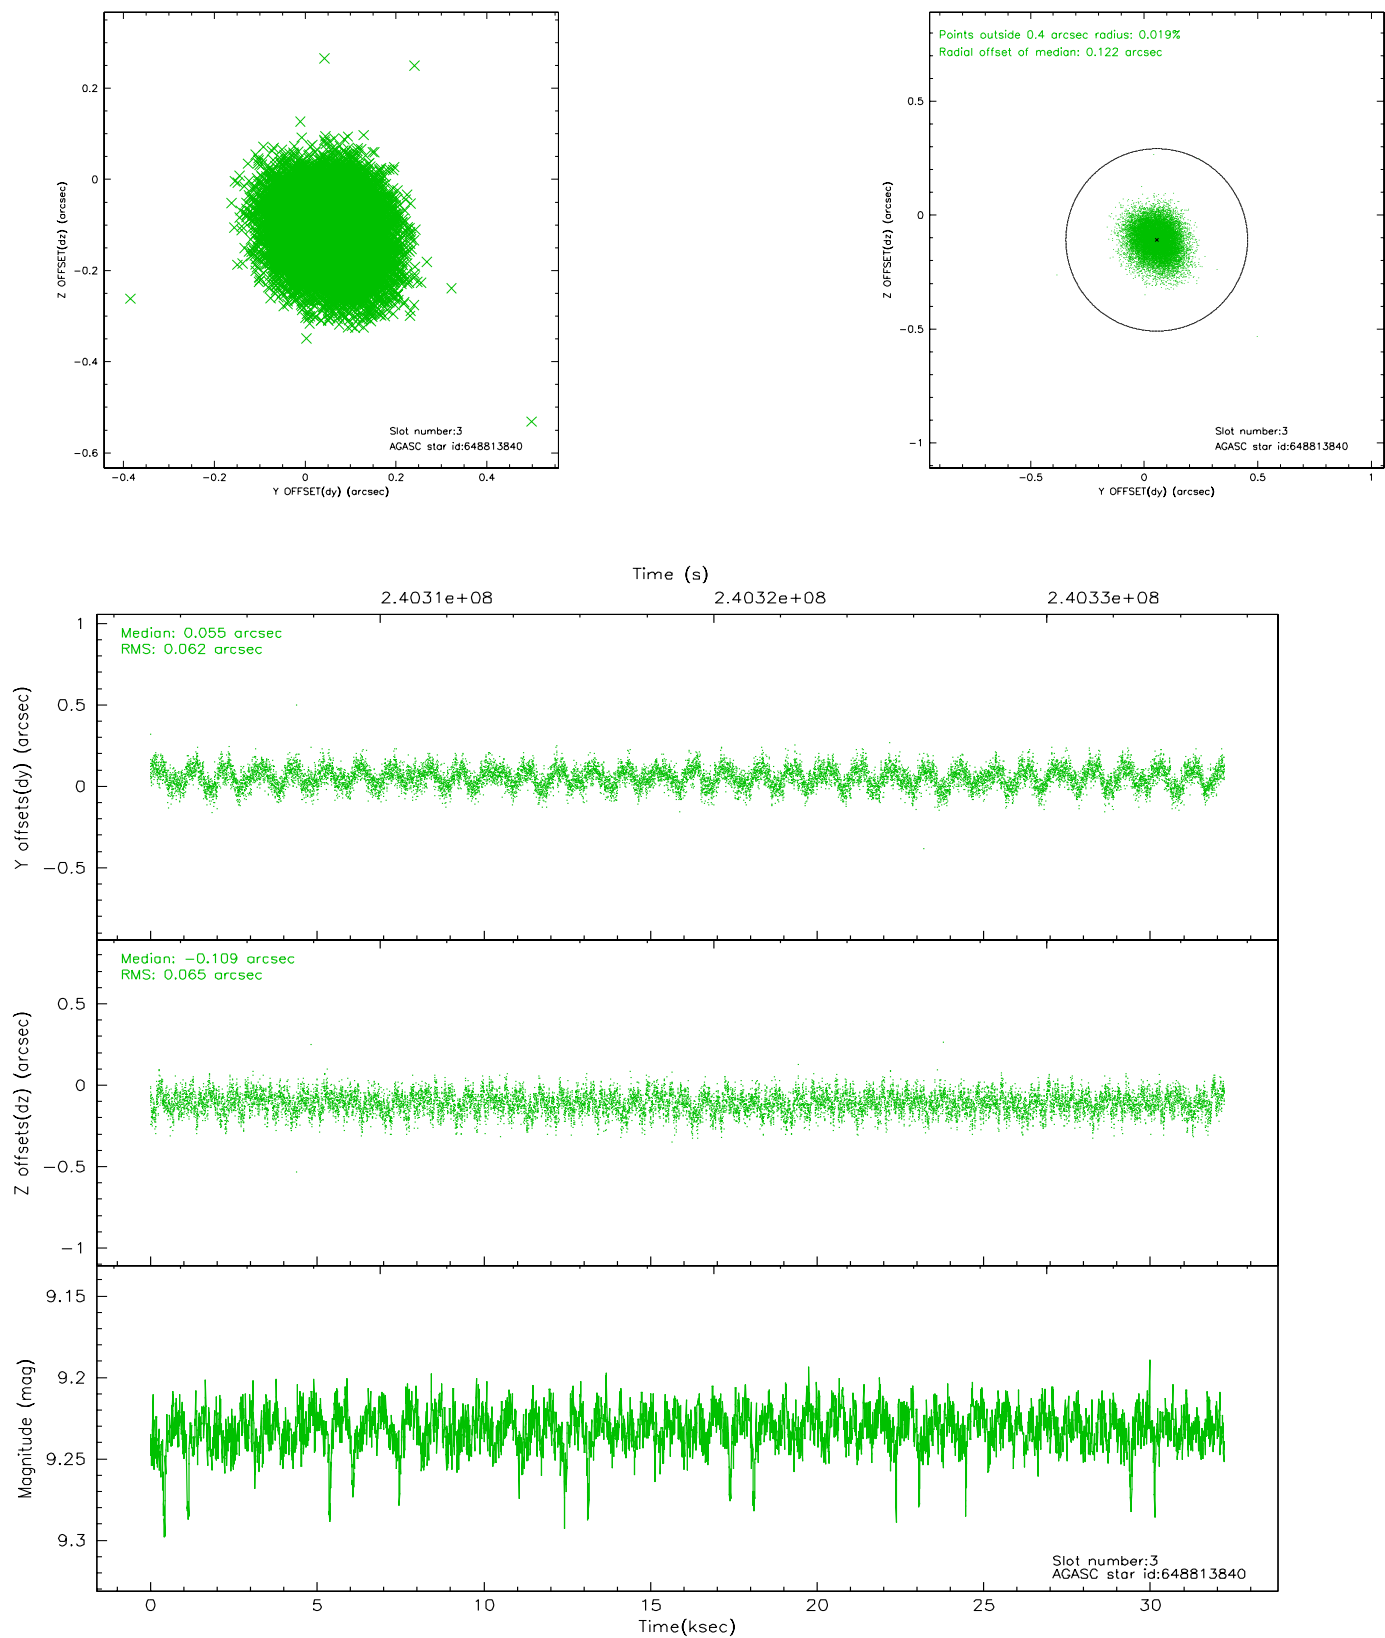 0.2
0
−0.2
−0.4
−0.6
Z OFFSET(dz) (arcsec)
−0.4
−0.2
0
0.2
0.4
Y OFFSET(dy) (arcsec)
Slot number:3
AGASC star id:648813840
Points outside 0.4 arcsec radius: 0.019%
Radial offset of median: 0.122 arcsec
0.5
0
−0.5
−1
Z OFFSET(dz) (arcsec)
−0.5
0
0.5
1
Y OFFSET(dy) (arcsec)
Slot number:3
AGASC star id:648813840
Time (s)
2.4031e+08
2.4032e+08
2.4033e+08
Median: 0.055 arcsec
RMS: 0.062 arcsec
1
0.5
0
−0.5
Y offsets(dy) (arcsec)
Median: −0.109 arcsec
RMS: 0.065 arcsec
0.5
0
−0.5
−1
Z offsets(dz) (arcsec)
9.15
9.2
9.25
9.3
Magnitude (mag)
Slot number:3
AGASC star id:648813840
0
5
10
15
20
25
30
Time(ksec)